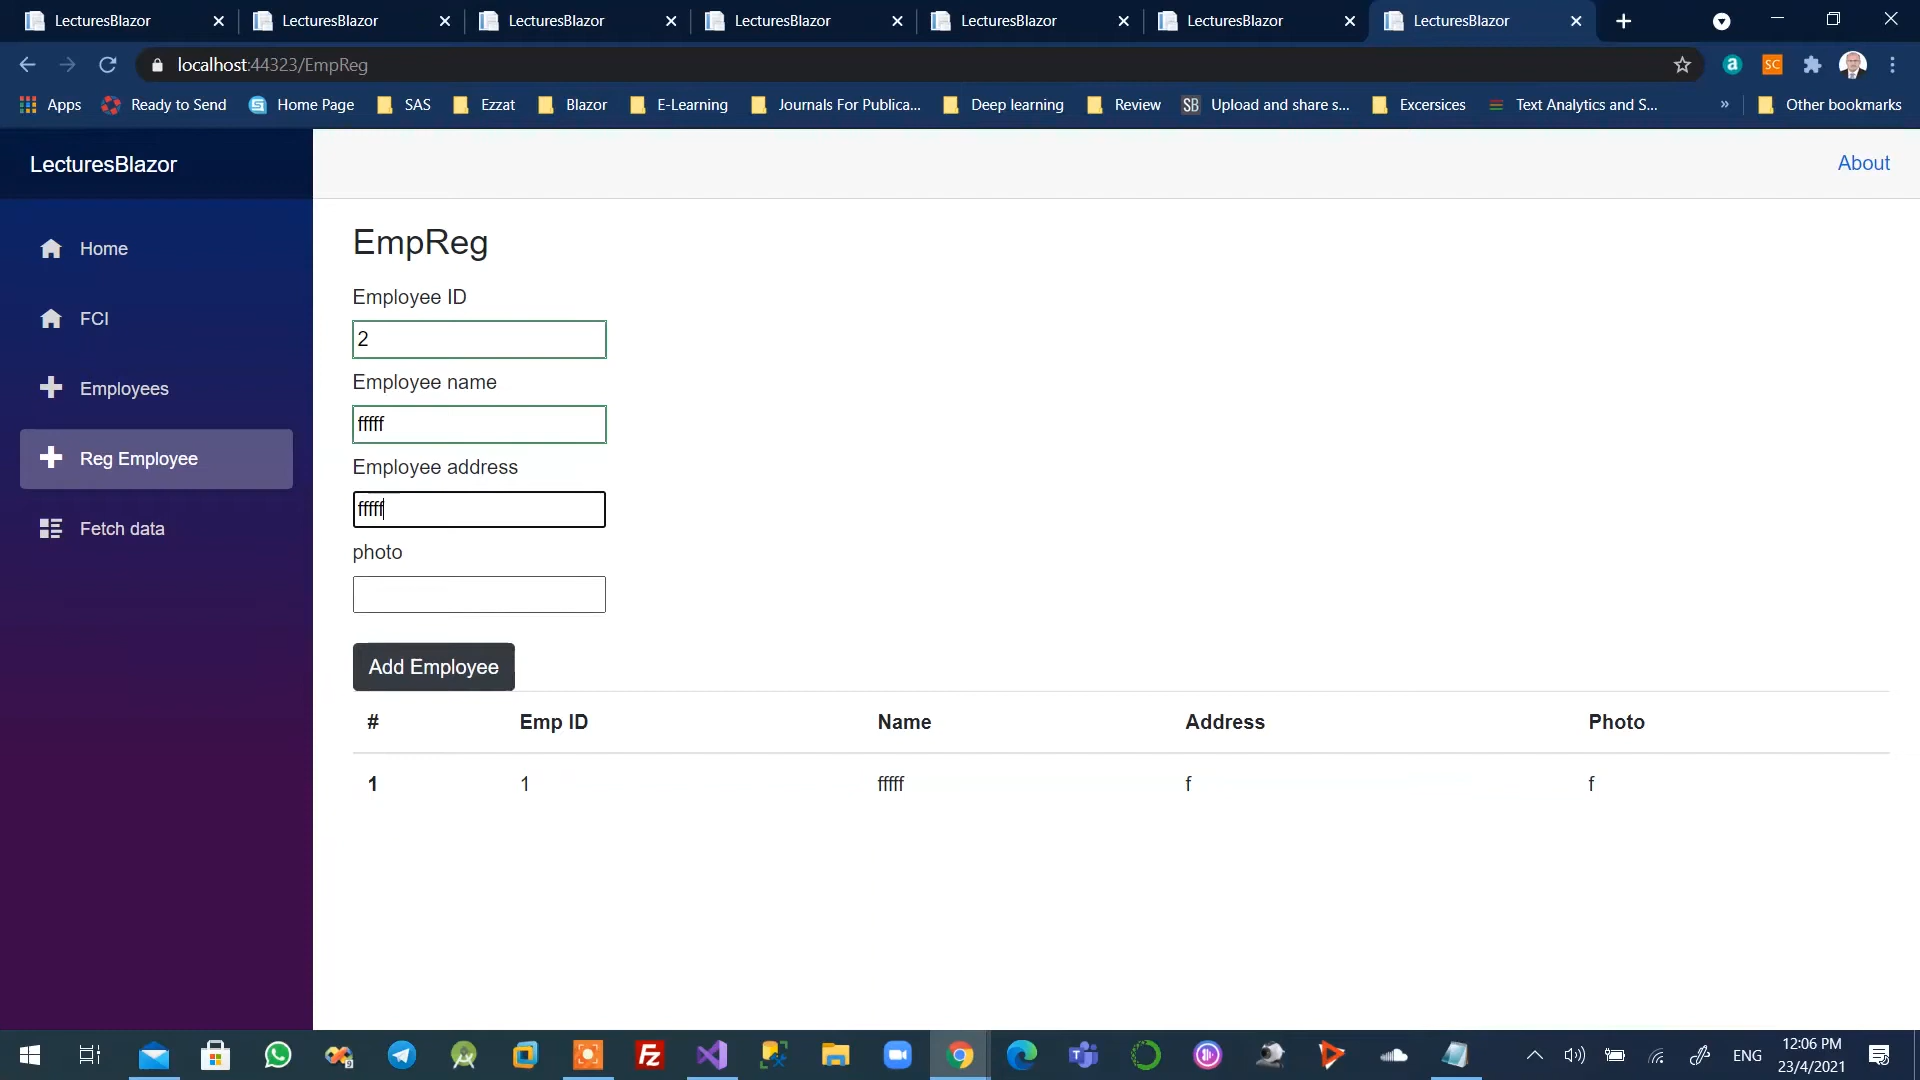 LecturesBlazor LecturesBlazor LecturesBlazor LecturesBlazor LecturesBlazor LecturesBlazor LecturesBlazor
localhost:44323/EmpReg
Apps Ready to Send Home Page SAS Ezzat Blazor E-Learning Journals For Publica... Deep learning Review SB Upload and share s... Excersices Text Analytics and S... » Other bookmarks
LecturesBlazor
About
Home
FCI
Employees
Reg Employee
Fetch data
EmpReg
Employee ID
2
Employee name
fffff
Employee address
fffff
photo
Add Employee
# Emp ID Name Address Photo
1 1 fffff f f
ENG
12:06 PM
23/4/2021